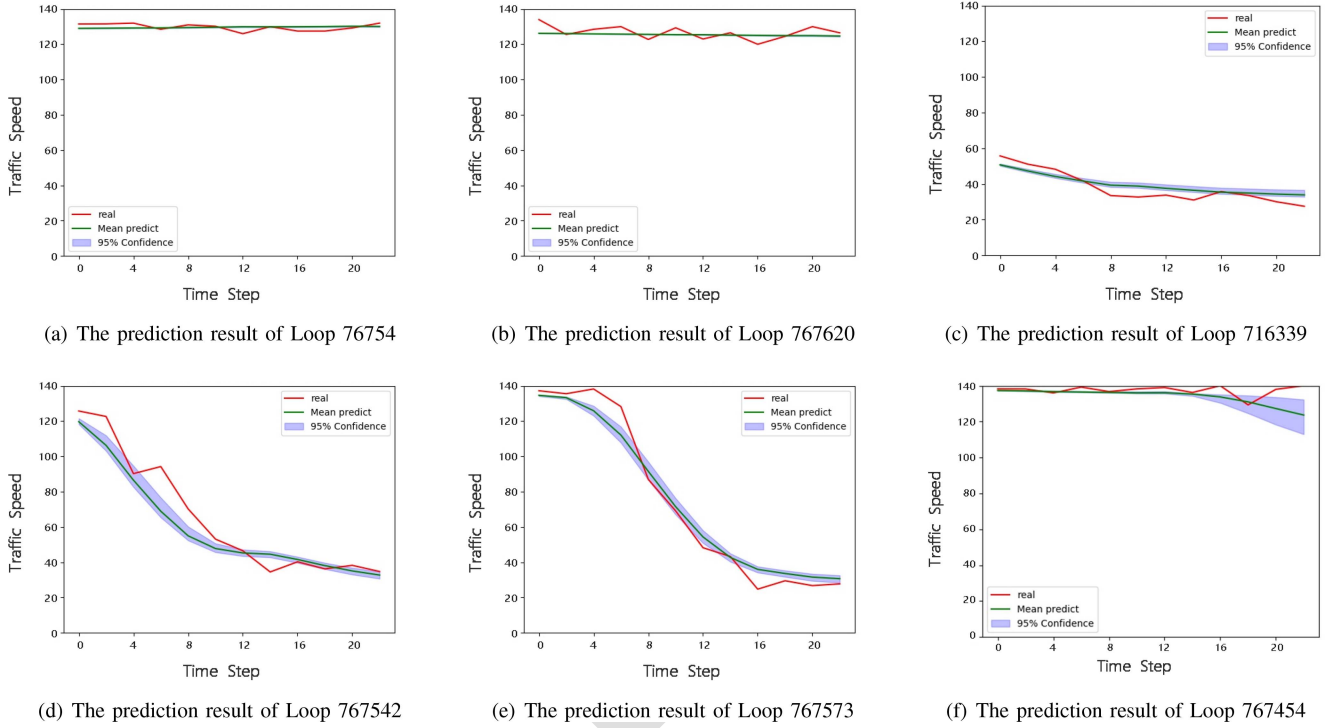 140
120
100
80
60
40
20
0
Traffic Speed
real
Mean predict
95% Confidence
0 4 8 12 16 20
Time Step
(a) The prediction result of Loop 76754
140
120
100
80
60
40
20
0
Traffic Speed
real
Mean predict
95% Confidence
0 4 8 12 16 20
Time Step
(b) The prediction result of Loop 767620
140
120
100
80
60
40
20
0
Traffic Speed
real
Mean predict
95% Confidence
0 4 8 12 16 20
Time Step
(c) The prediction result of Loop 716339
140
120
100
80
60
40
20
0
Traffic Speed
real
Mean predict
95% Confidence
0 4 8 12 16 20
Time Step
(d) The prediction result of Loop 767542
140
120
100
80
60
40
20
0
Traffic Speed
real
Mean predict
95% Confidence
0 4 8 12 16 20
Time Step
(e) The prediction result of Loop 767573
140
120
100
80
60
40
20
0
Traffic Speed
real
Mean predict
95% Confidence
0 4 8 12 16 20
Time Step
(f) The prediction result of Loop 767454